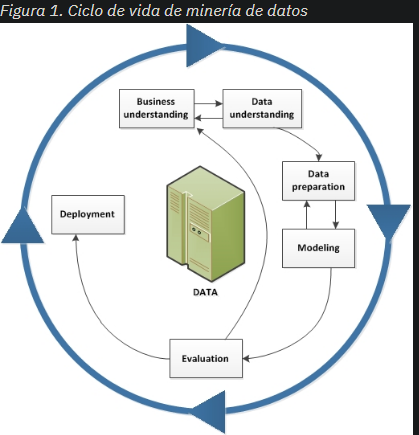 Figura 1. Ciclo de vida de minería de datos
Business
understanding
Data
understanding
Data
preparation
Modeling
Deployment
DATA
Evaluation